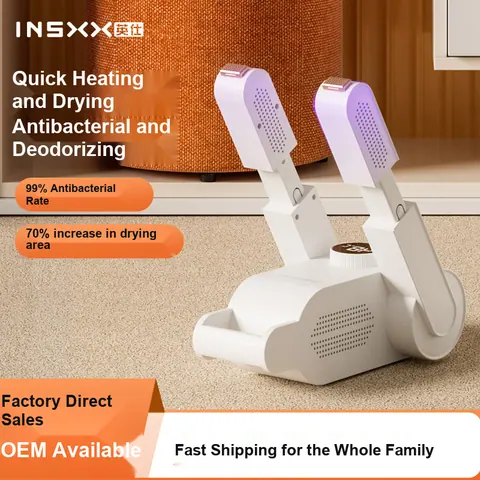 INSXX英仕
Quick Heating
and Drying
Antibacterial and
Deodorizing
99% Antibacterial
Rate
70% increase in drying
area
Factory Direct
Sales
OEM Available
Fast Shipping for the Whole Family